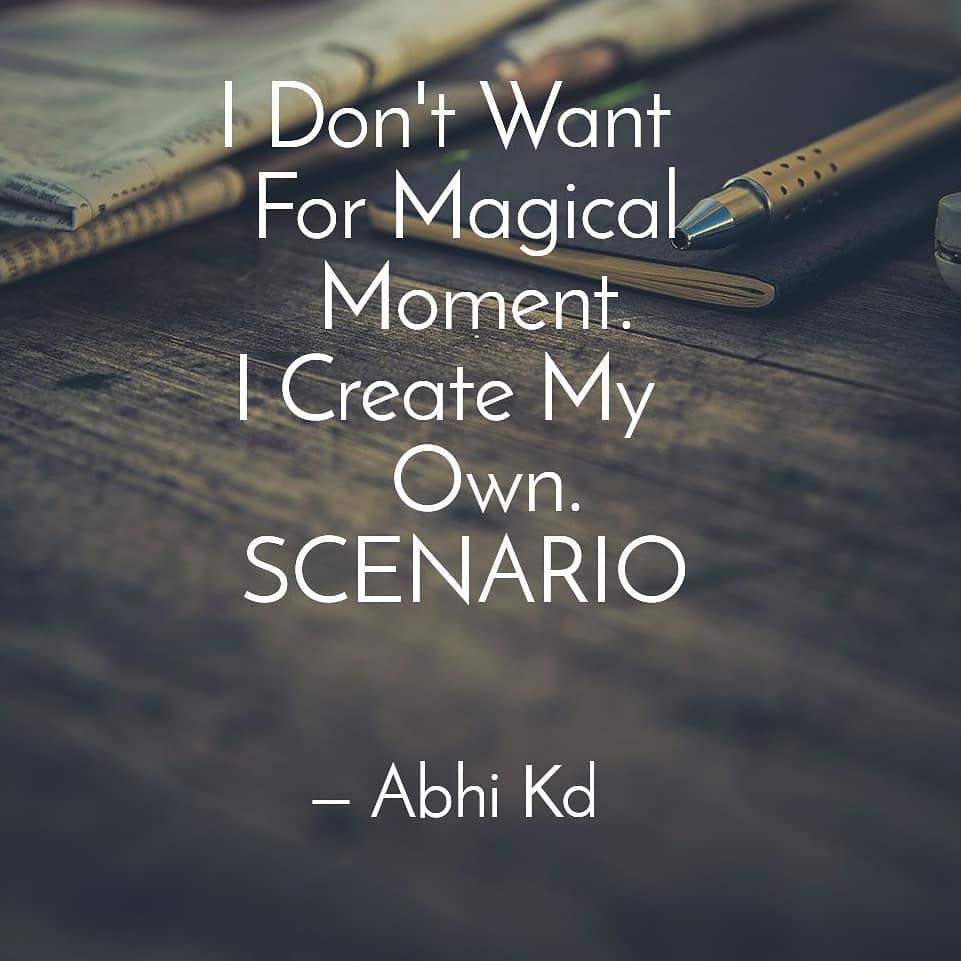 I Don't Want
For Magical
Moment.
I Create My
Own.
SCENARIO
– Abhi Kd